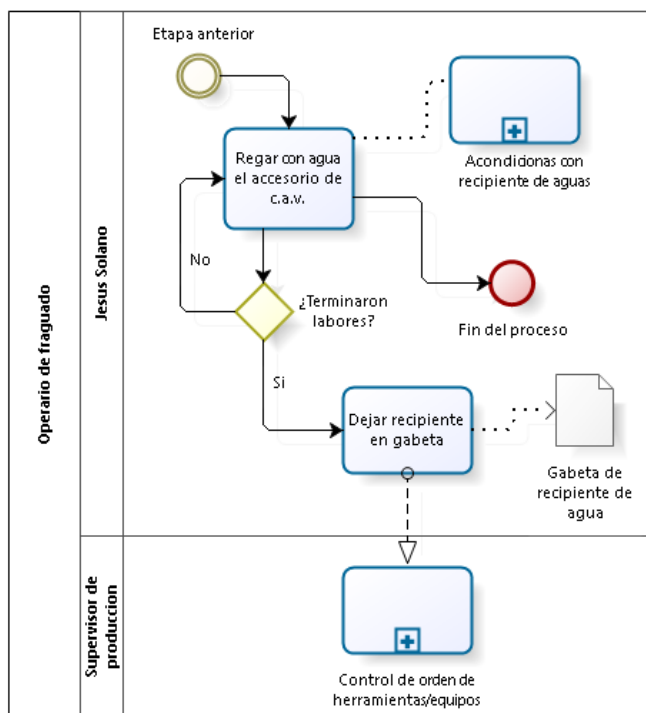 Operario de fraguado
Jesus Solano
Etapa anterior
Regar con agua
el accesorio de
c.a.v.
Acondicionas con
recipiente de aguas
No
¿Terminaron
labores?
Fin del proceso
Si
Dejar recipiente
en gabeta
Gabeta de
recipiente de
agua
Supervisor de
produccion
Control de orden de
herramientas/equipos